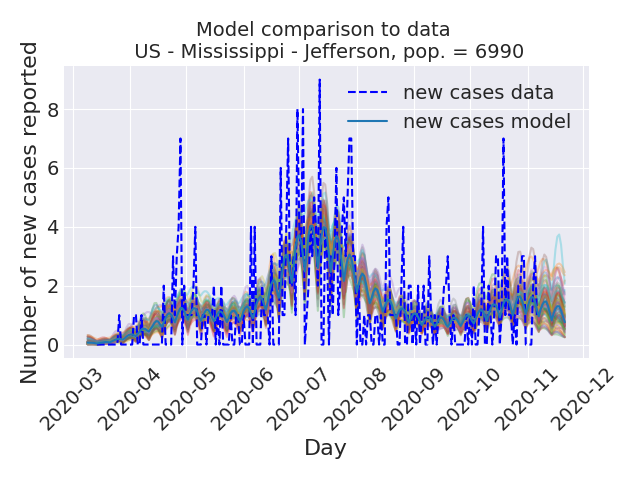 Model comparison to data
US - Mississippi - Jefferson, pop. = 6990
Number of new cases reported
8
6
4
2
0
new cases data
new cases model
2020-03
2020-04
2020-05
2020-06
2020-07
2020-08
2020-09
2020-10
2020-11
2020-12
Day